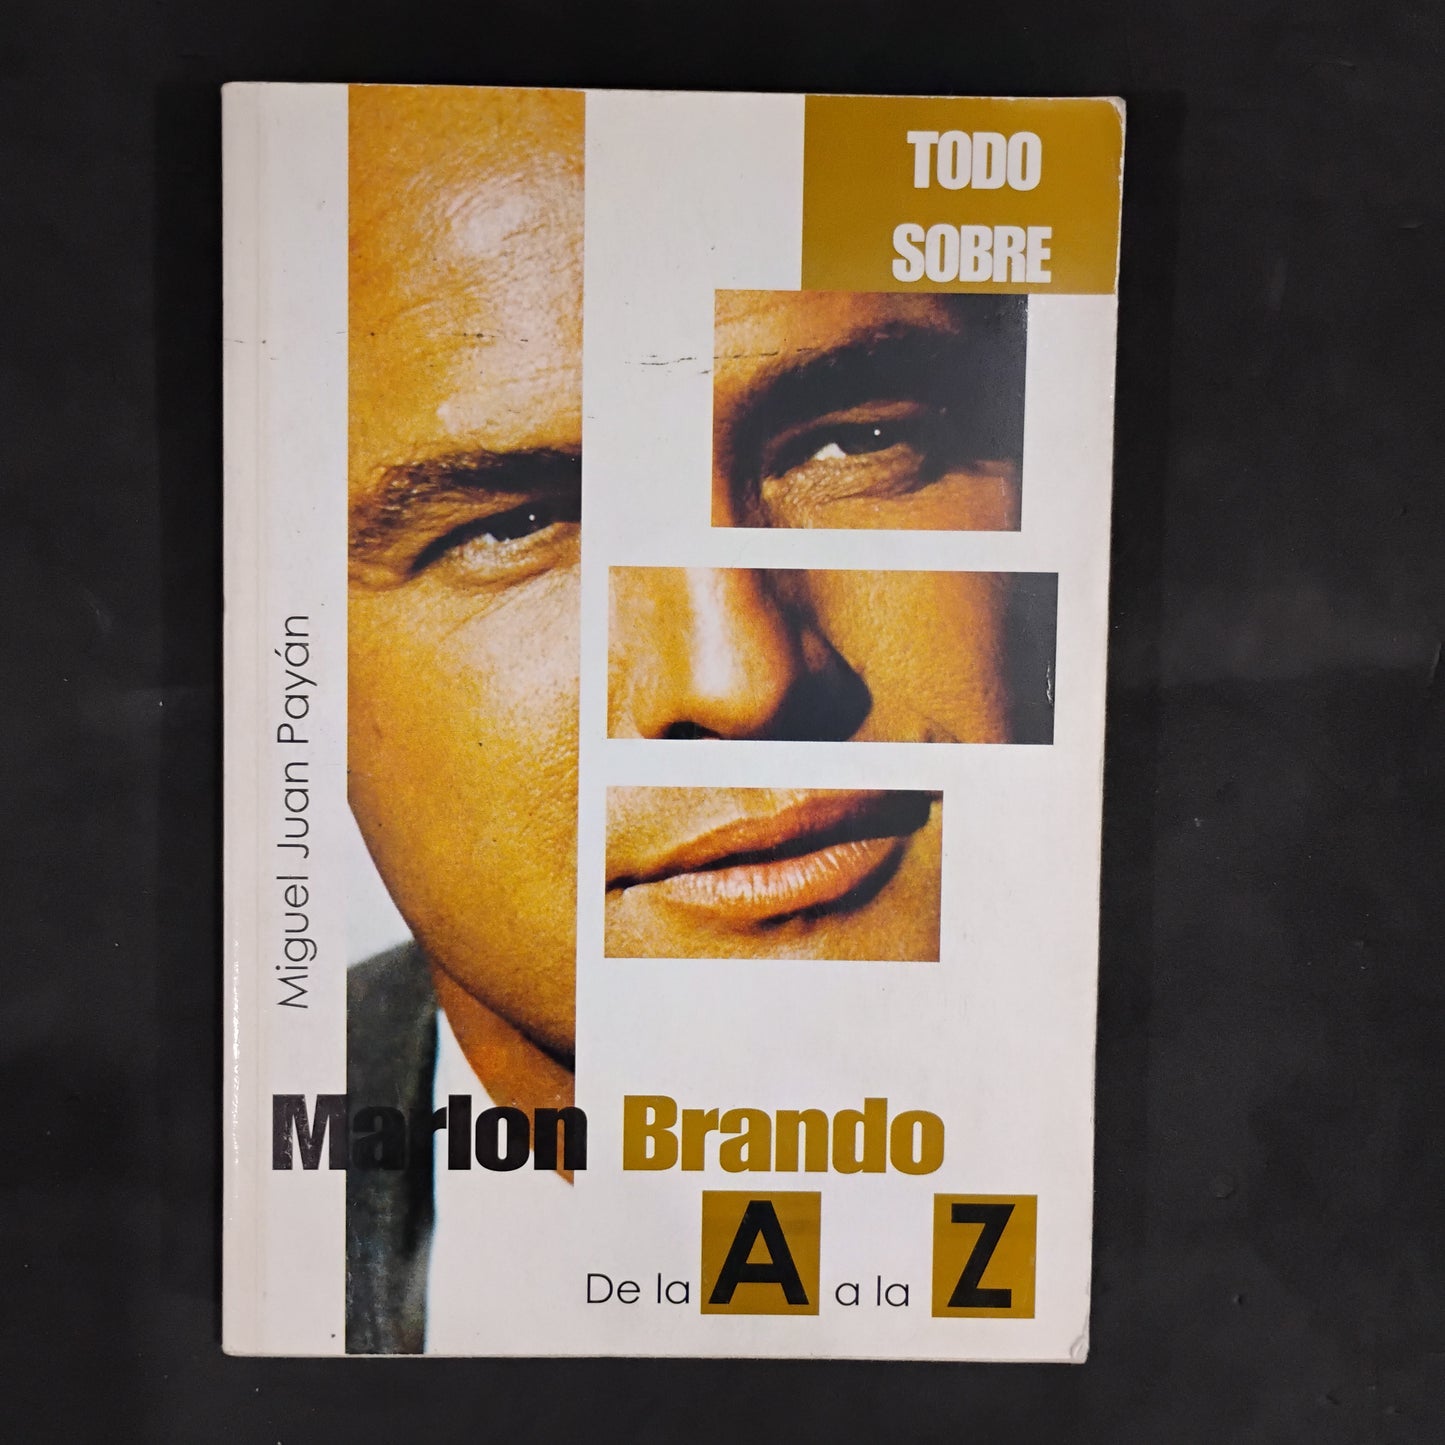 TODO
SOBRE
Miguel Juan Payán
Marlon Brando
De la A a la Z